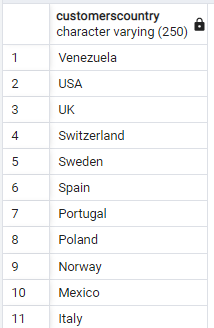 customerscountry
character varying (250)
1 Venezuela
2 USA
3 UK
4 Switzerland
5 Sweden
6 Spain
7 Portugal
8 Poland
9 Norway
10 Mexico
11 Italy